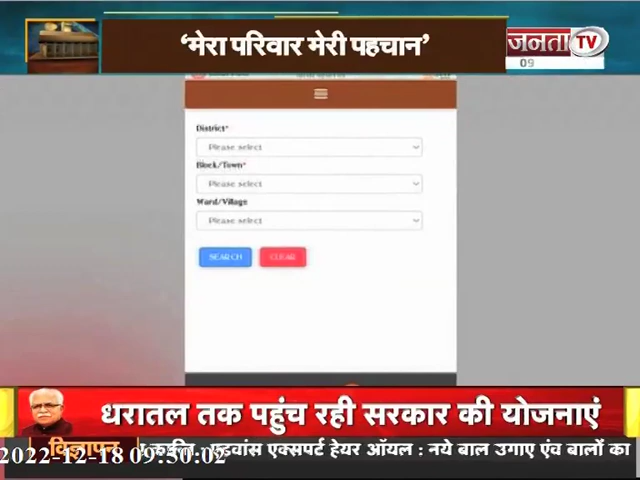 'मेरा परिवार मेरी पहचान'
जनता TV
09
District*
Please select
Block/Town*
Please select
Ward/Village
Please select
SEARCH
CLEAR
धरातल तक पहुंच रही सरकार की योजनाएं
विज्ञापन
एडवांस एक्सपर्ट हेयर ऑयल : नये बाल उगाए एंव बालों का
2022-12-18 09:50:02